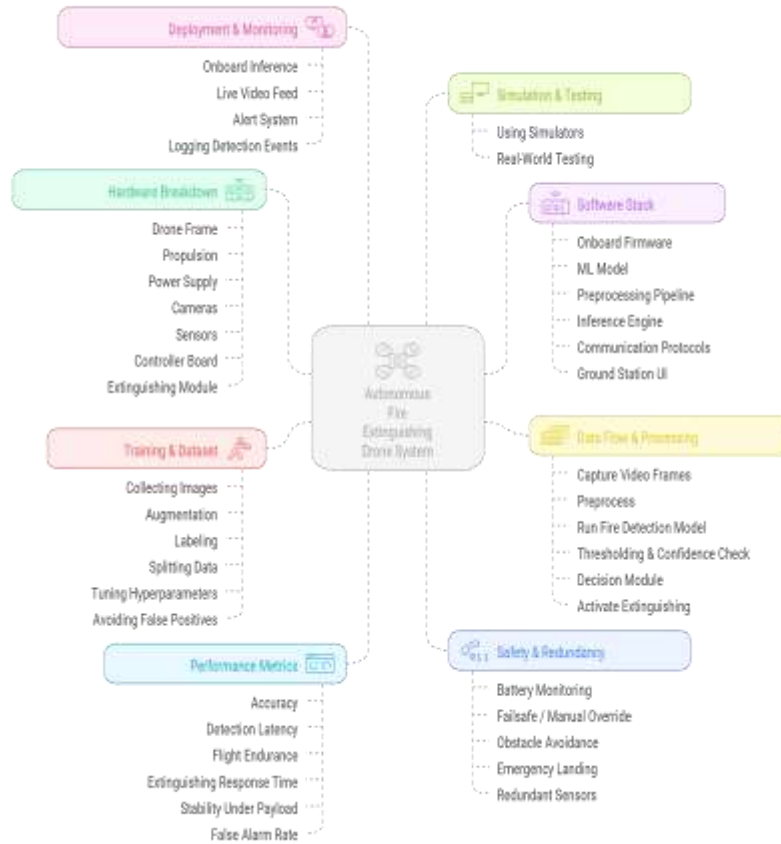 Deployment & Monitoring
Onboard Inference
Live Video Feed
Alert System
Logging Detection Events
Hardware Breakdown
Drone Frame
Propulsion
Power Supply
Cameras
Sensors
Controller Board
Extinguishing Module
Training & Dataset
Collecting Images
Augmentation
Labeling
Splitting Data
Tuning Hyperparameters
Avoiding False Positives
Performance Metrics
Accuracy
Detection Latency
Flight Endurance
Extinguishing Response Time
Stability Under Payload
False Alarm Rate
Autonomous
Fire
Extinguishing
Drone System
Simulation & Testing
Using Simulators
Real-World Testing
Software Stack
Onboard Firmware
ML Model
Preprocessing Pipeline
Inference Engine
Communication Protocols
Ground Station UI
Data Flow & Processing
Capture Video Frames
Preprocess
Run Fire Detection Model
Thresholding & Confidence Check
Decision Module
Activate Extinguishing
Safety & Redundancy
Battery Monitoring
Failsafe / Manual Override
Obstacle Avoidance
Emergency Landing
Redundant Sensors